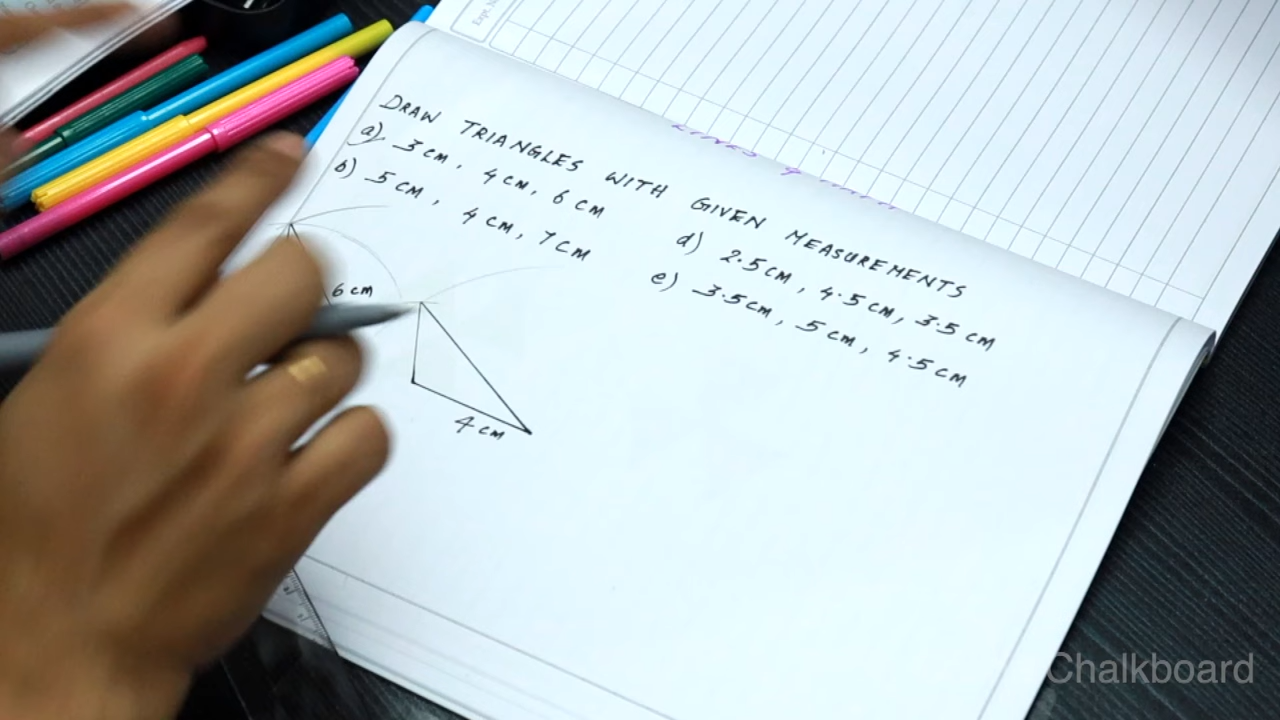 DRAW TRIANGLES WITH GIVEN MEASUREMENTS
a) 3 cm, 4 cm, 6 cm
b) 5 cm, 4 cm, 7 cm
d) 2.5 cm, 4.5 cm, 3.5 cm
e) 3.5 cm, 5 cm, 4.5 cm
6 cm
4 cm
Chalkboard